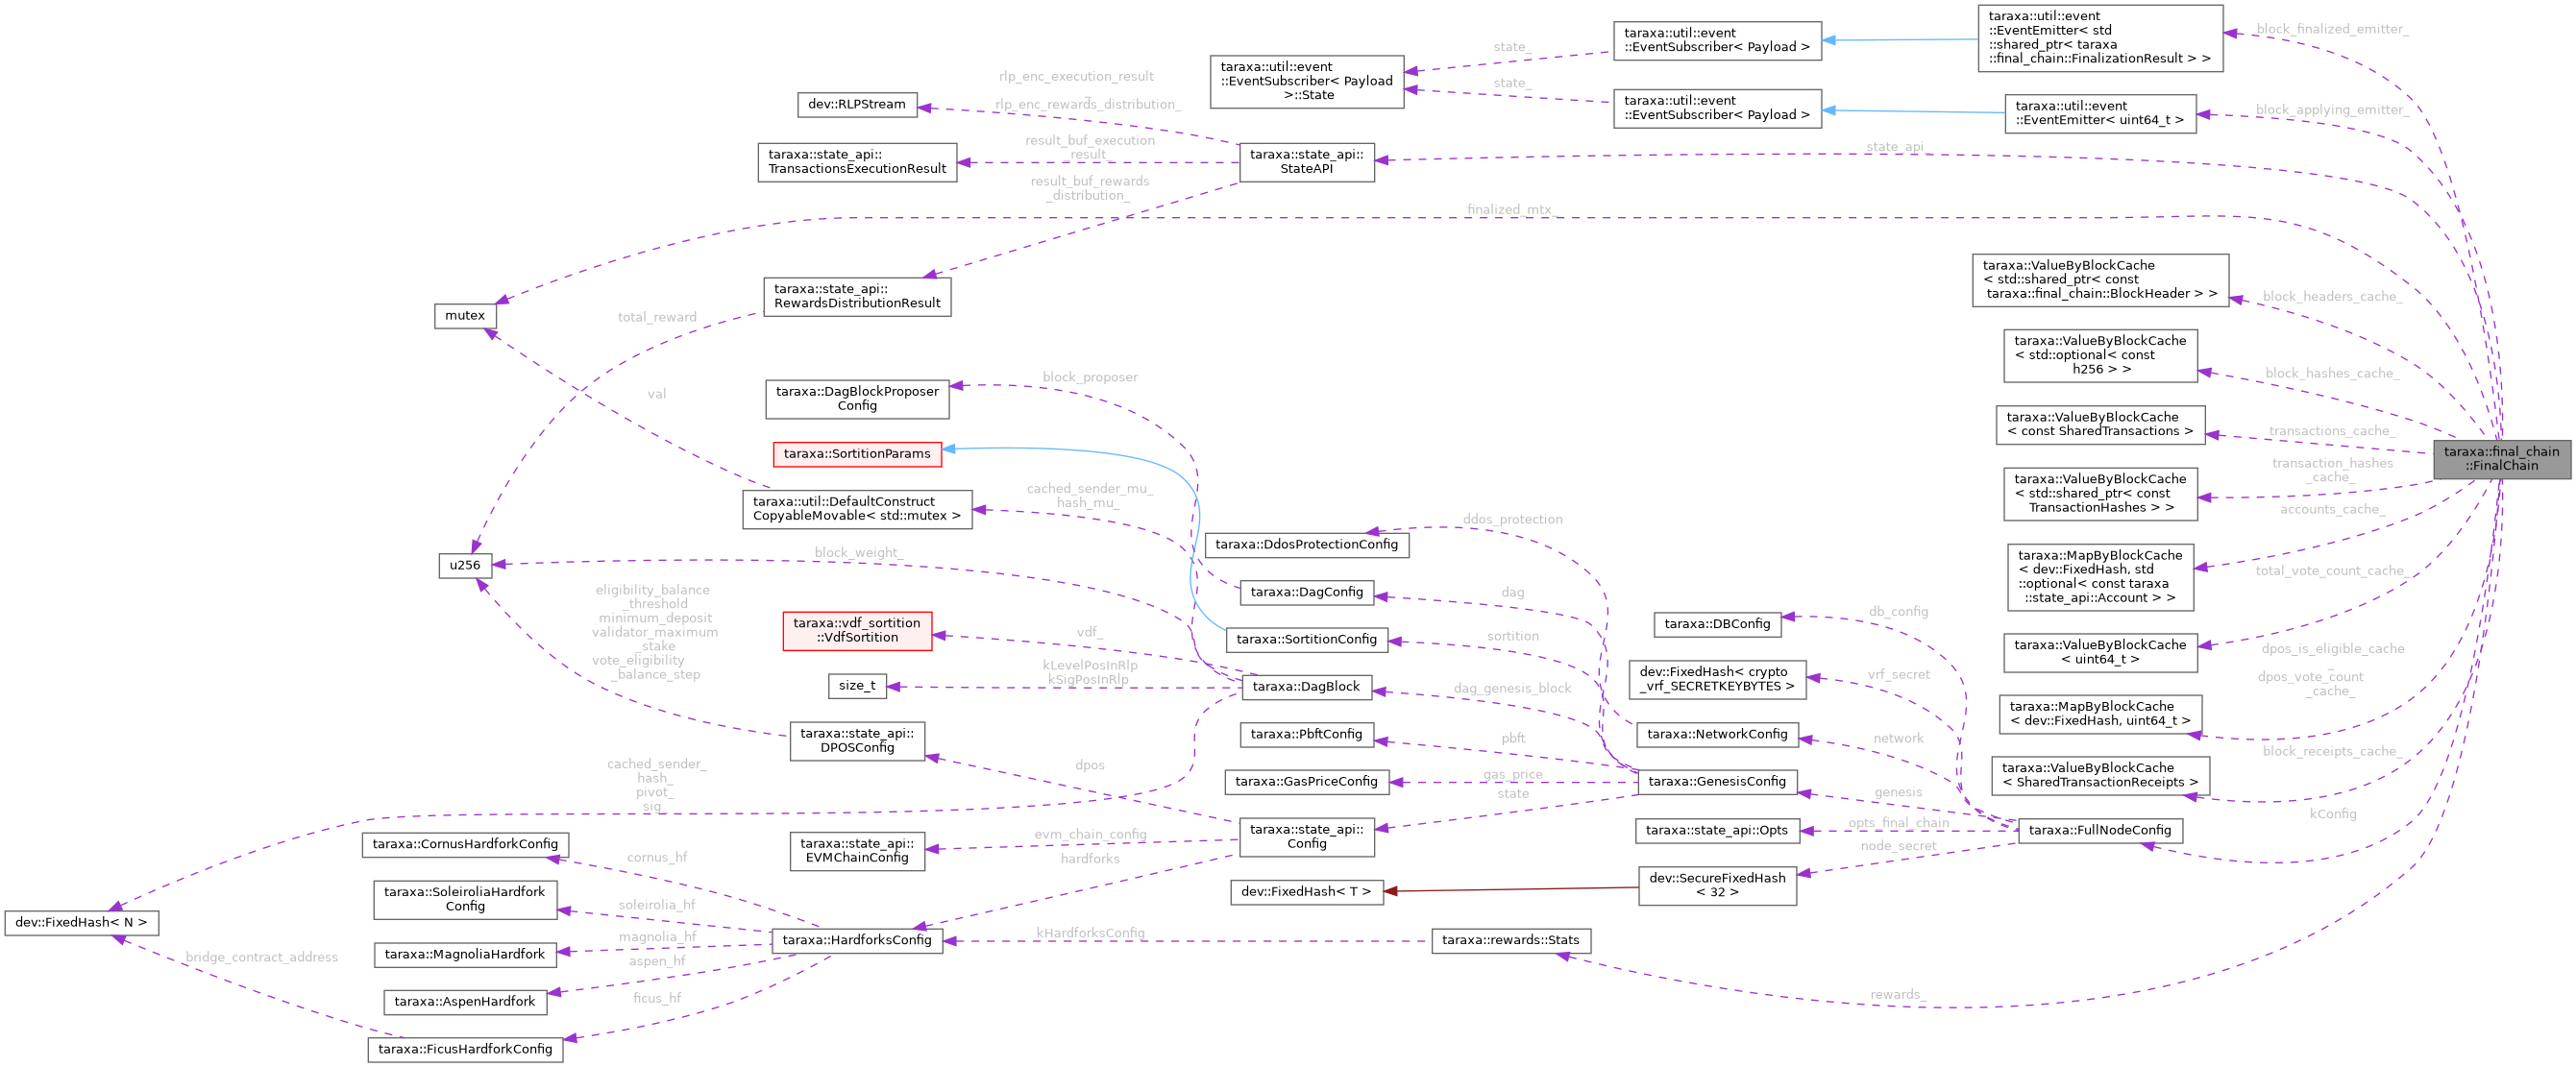 taraxa::util::event
::EventEmitter< std
::shared_ptr< taraxa
::final_chain::FinalizationResult > >
block_finalized_emitter_
taraxa::util::event
::EventSubscriber< Payload >
state_
taraxa::util::event
::EventSubscriber< Payload
>::State
rlp_enc_execution_result
_
rlp_enc_rewards_distribution_
dev::RLPStream
state_
taraxa::util::event
::EventSubscriber< Payload >
taraxa::util::event
::EventEmitter< uint64_t >
block_applying_emitter_
result_buf_execution
_result_
taraxa::state_api::
TransactionsExecutionResult
taraxa::state_api::
StateAPI
state_api_
result_buf_rewards
_distribution_
finalized_mtx_
taraxa::ValueByBlockCache
< std::shared_ptr< const
taraxa::final_chain::BlockHeader > >
block_headers_cache_
taraxa::state_api::
RewardsDistributionResult
mutex
total_reward
taraxa::ValueByBlockCache
< std::optional< const
h256 > >
block_hashes_cache_
block_proposer
taraxa::DagBlockProposer
Config
val
taraxa::ValueByBlockCache
< const SharedTransactions >
transactions_cache_
taraxa::SortitionParams
taraxa::final_chain
::FinalChain
transaction_hashes
_cache_
taraxa::ValueByBlockCache
< std::shared_ptr< const
TransactionHashes > >
cached_sender_mu_
hash_mu_
taraxa::util::DefaultConstruct
CopyableMovable< std::mutex >
accounts_cache_
ddos_protection
taraxa::DdosProtectionConfig
block_weight_
u256
taraxa::MapByBlockCache
< dev::FixedHash, std
::optional< const taraxa
::state_api::Account > >
total_vote_count_cache_
eligibility_balance
_threshold
minimum_deposit
validator_maximum
_stake
vote_eligibility
_balance_step
taraxa::DagConfig
dag
db_config
taraxa::DBConfig
taraxa::vdf_sortition
::VdfSortition
vdf_
taraxa::SortitionConfig
sortition
taraxa::ValueByBlockCache
< uint64_t >
dpos_is_eligible_cache
_
dpos_vote_count
_cache_
kLevelPosInRlp
kSigPosInRlp
size_t
taraxa::DagBlock
dag_genesis_block
dev::FixedHash< crypto
_vrf_SECRETKEYBYTES >
vrf_secret
taraxa::MapByBlockCache
< dev::FixedHash, uint64_t >
taraxa::state_api::
DPOSConfig
taraxa::PbftConfig
pbft
taraxa::NetworkConfig
network
block_receipts_cache_
dpos
cached_sender_
hash_
pivot_
sig_
taraxa::GasPriceConfig
gas_price
state
taraxa::GenesisConfig
genesis
taraxa::ValueByBlockCache
< SharedTransactionReceipts >
kConfig
taraxa::CornusHardforkConfig
cornus_hf
taraxa::state_api::
EVMChainConfig
evm_chain_config
hardforks
taraxa::state_api::
Config
taraxa::state_api::Opts
opts_final_chain
node_secret
taraxa::FullNodeConfig
taraxa::SoleiroliaHardfork
Config
soleirolia_hf
dev::FixedHash< T >
dev::SecureFixedHash
< 32 >
dev::FixedHash< N >
bridge_contract_address
taraxa::MagnoliaHardfork
magnolia_hf
taraxa::HardforksConfig
kHardforksConfig
taraxa::rewards::Stats
aspen_hf
taraxa::AspenHardfork
ficus_hf
rewards_
taraxa::FicusHardforkConfig